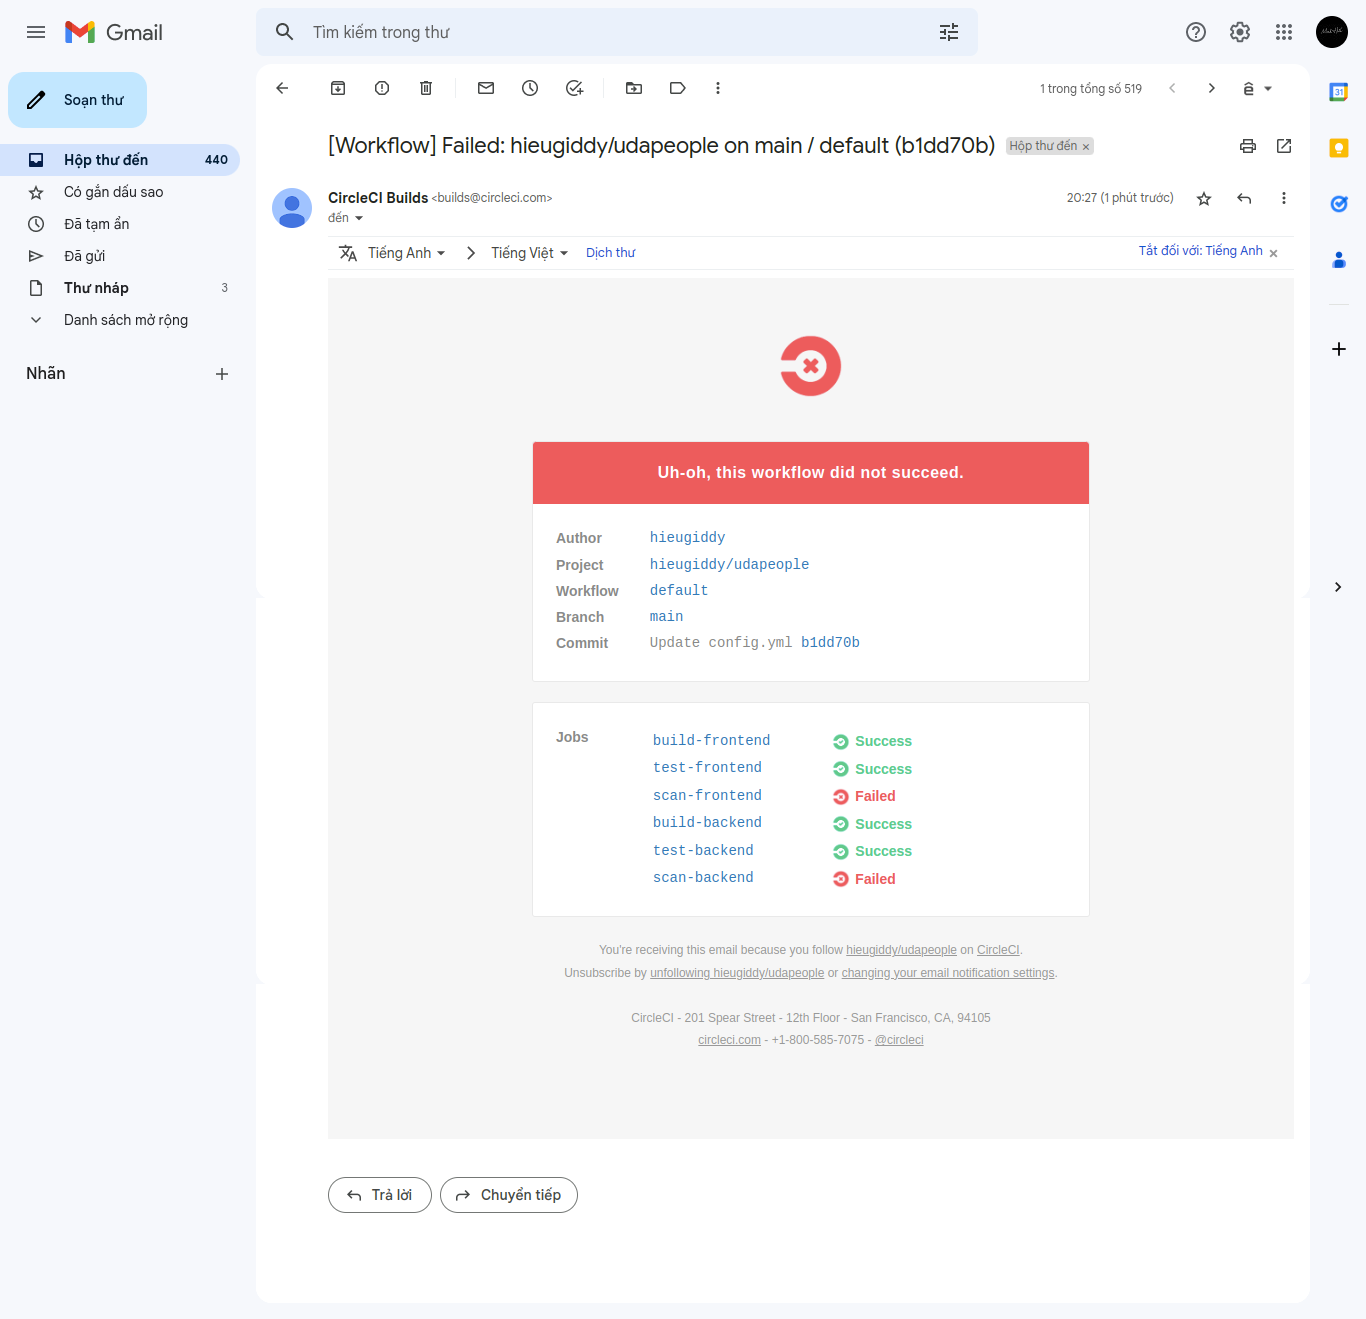 Gmail
Tìm kiếm trong thư
Soạn thư
1 trong tổng số 519
Hộp thư đến 440
Có gắn dấu sao
Đã tạm ẩn
Đã gửi
Thư nháp 3
Danh sách mở rộng
Nhãn
31
[Workflow] Failed: hieugiddy/udapeople on main / default (b1dd70b) Hộp thư đến ×
CircleCI Builds <builds@circleci.com> 20:27 (1 phút trước)
đến
Tiếng Anh Tiếng Việt Dịch thư Tắt đối với: Tiếng Anh ×
Uh-oh, this workflow did not succeed.
Author hieugiddy
Project hieugiddy/udapeople
Workflow default
Branch main
Commit Update config.yml b1dd70b
Jobs build-frontend Success
test-frontend Success
scan-frontend Failed
build-backend Success
test-backend Success
scan-backend Failed
You're receiving this email because you follow hieugiddy/udapeople on CircleCI.
Unsubscribe by unfollowing hieugiddy/udapeople or changing your email notification settings.
CircleCI - 201 Spear Street - 12th Floor - San Francisco, CA, 94105
circleci.com - +1-800-585-7075 - @circleci
Trả lời Chuyển tiếp